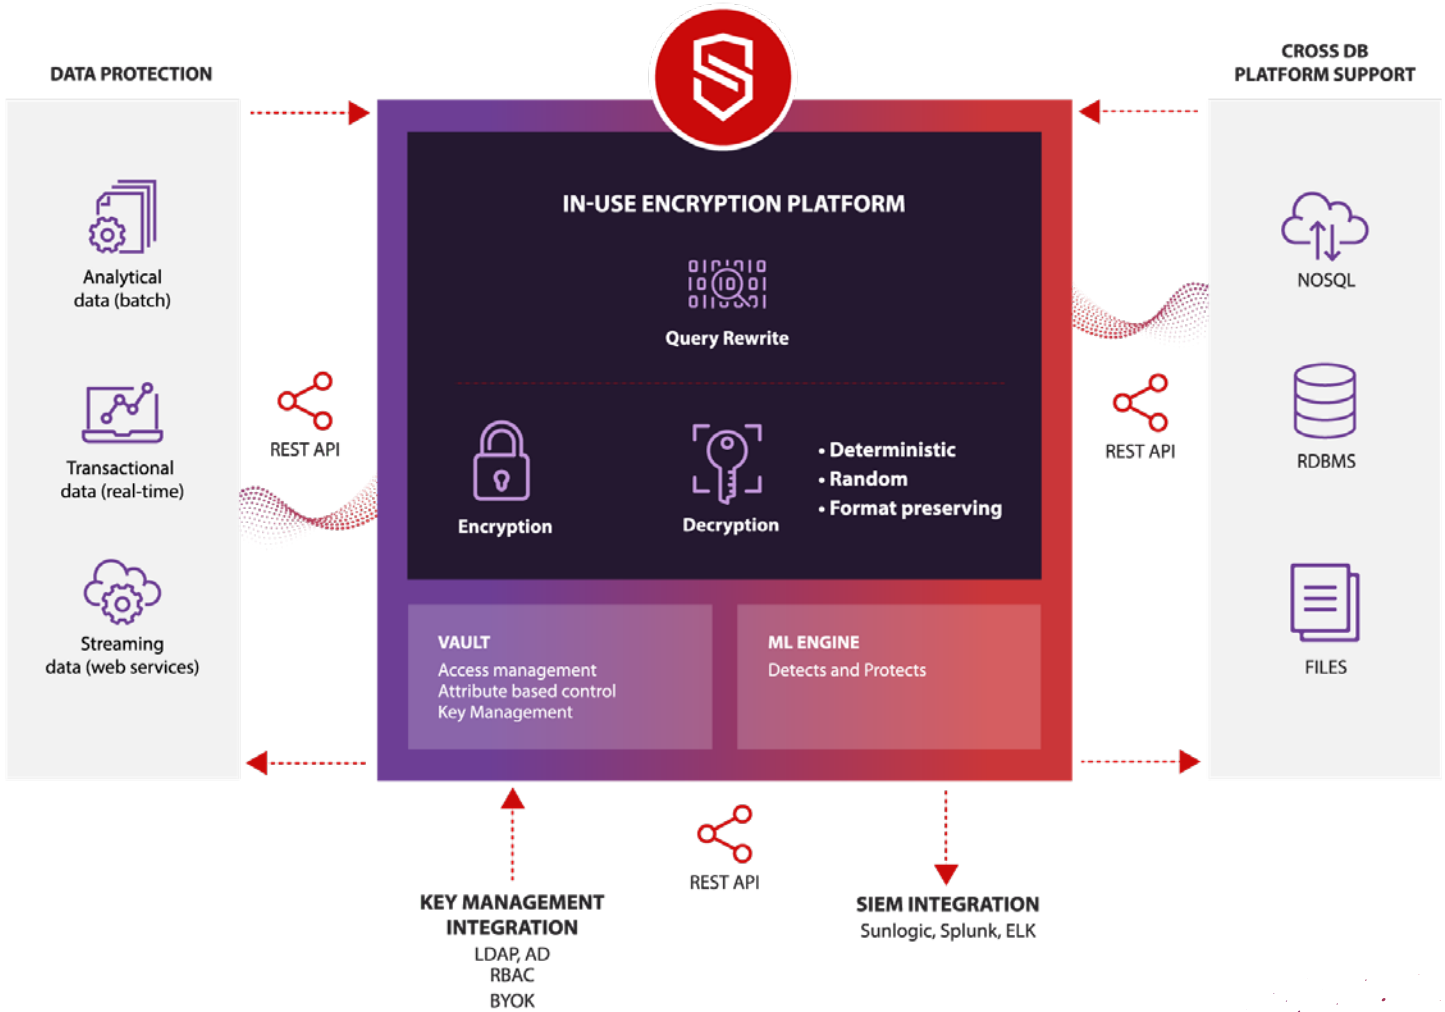 DATA PROTECTION
Analytical
data (batch)
Transactional
data (real-time)
Streaming
data (web services)
REST API
IN-USE ENCRYPTION PLATFORM
Query Rewrite
Encryption
Decryption
• Deterministic
• Random
• Format preserving
VAULT
Access management
Attribute based control
Key Management
ML ENGINE
Detects and Protects
REST API
CROSS DB
PLATFORM SUPPORT
NOSQL
RDBMS
FILES
KEY MANAGEMENT
INTEGRATION
LDAP, AD
RBAC
BYOK
REST API
SIEM INTEGRATION
Sunlogic, Splunk, ELK